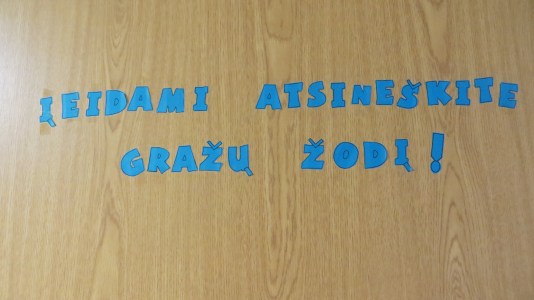 ĮEIDAMI ATSINEŠKITE
GRAŽŲ ŽODĮ!